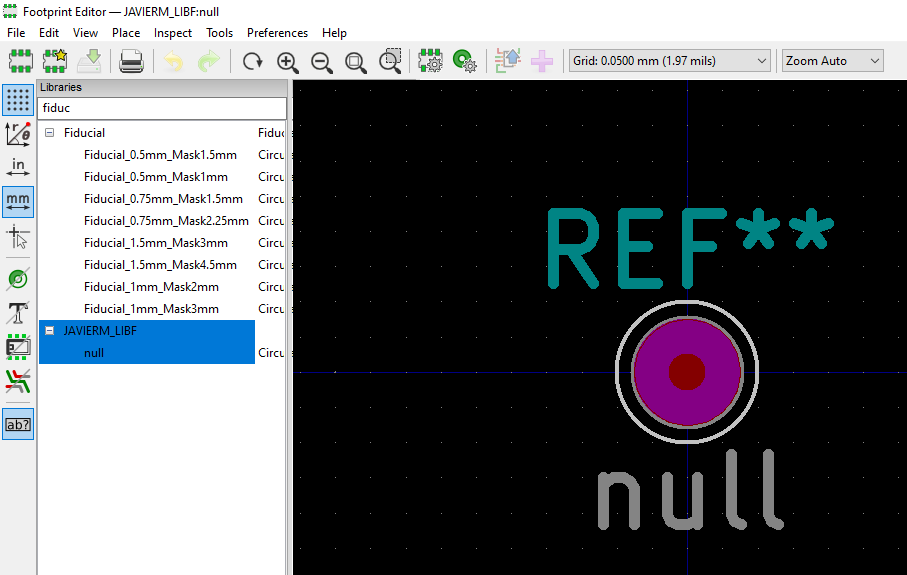 Footprint Editor — JAVIERM_LIBF:null
File Edit View Place Inspect Tools Preferences Help
Grid: 0.0500 mm (1.97 mils) Zoom Auto
Libraries
fiduc
Fiducial Fiduc
Fiducial_0.5mm_Mask1.5mm Circu
Fiducial_0.5mm_Mask1mm Circu
Fiducial_0.75mm_Mask1.5mm Circu
Fiducial_0.75mm_Mask2.25mm Circu
Fiducial_1.5mm_Mask3mm Circu
Fiducial_1.5mm_Mask4.5mm Circu
Fiducial_1mm_Mask2mm Circu
Fiducial_1mm_Mask3mm Circu
JAVIERM_LIBF
null Circu
r θ
in
mm
T
ab?
REF**
null